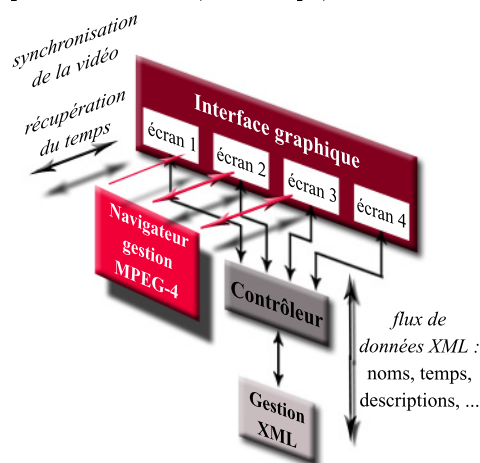 synchronisation
de la vidéo
récupération
du temps
Interface graphique
écran 1
écran 2
écran 3
écran 4
Navigateur
gestion
MPEG-4
Contrôleur
flux de
données XML :
noms, temps,
descriptions, ...
Gestion
XML